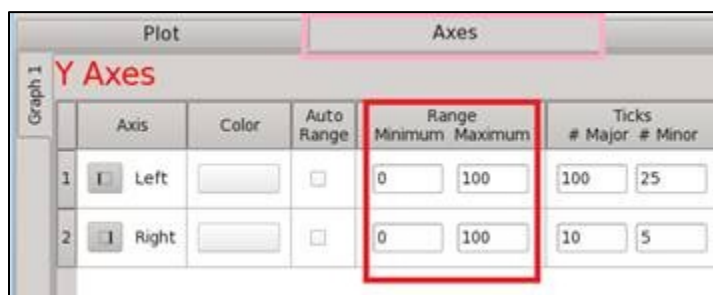 Plot Axes
Graph 1
Y Axes
Axis Color Auto Range Range Minimum Maximum Ticks # Major # Minor
1 Left 0 100 100 25
2 Right 0 100 10 5